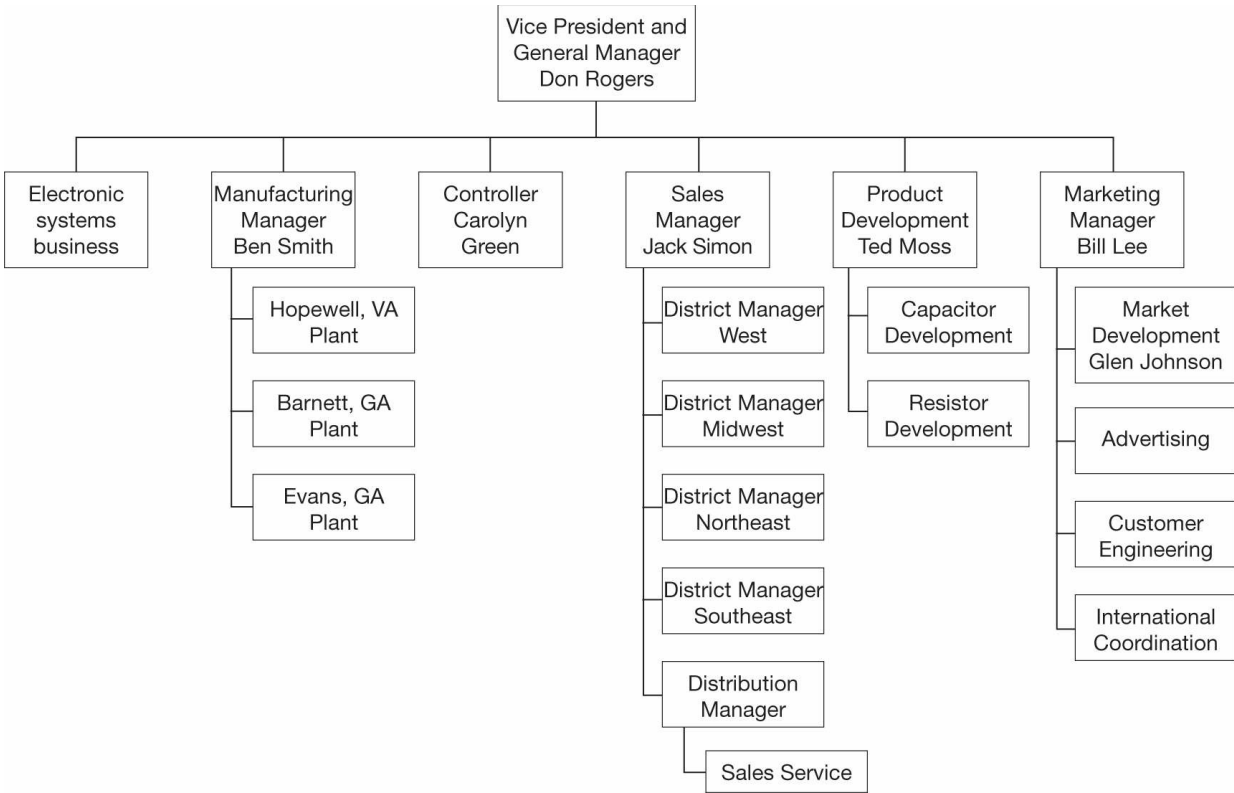 Vice President and
General Manager
Don Rogers
Electronic
systems
business
Manufacturing
Manager
Ben Smith
Controller
Carolyn
Green
Sales
Manager
Jack Simon
Product
Development
Ted Moss
Marketing
Manager
Bill Lee
Hopewell, VA
Plant
Barnett, GA
Plant
Evans, GA
Plant
District Manager
West
District Manager
Midwest
District Manager
Northeast
District Manager
Southeast
Distribution
Manager
Sales Service
Capacitor
Development
Resistor
Development
Market
Development
Glen Johnson
Advertising
Customer
Engineering
International
Coordination